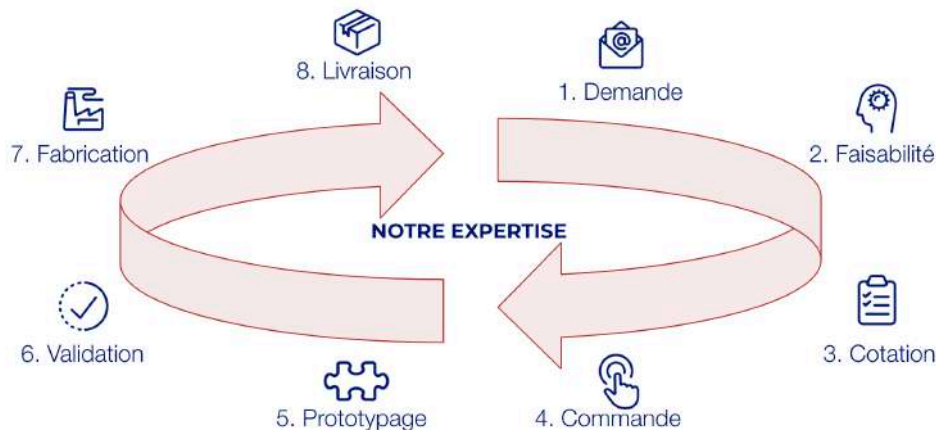 8. Livraison
1. Demande
7. Fabrication
2. Faisabilité
NOTRE EXPERTISE
6. Validation
3. Cotation
5. Prototypage
4. Commande